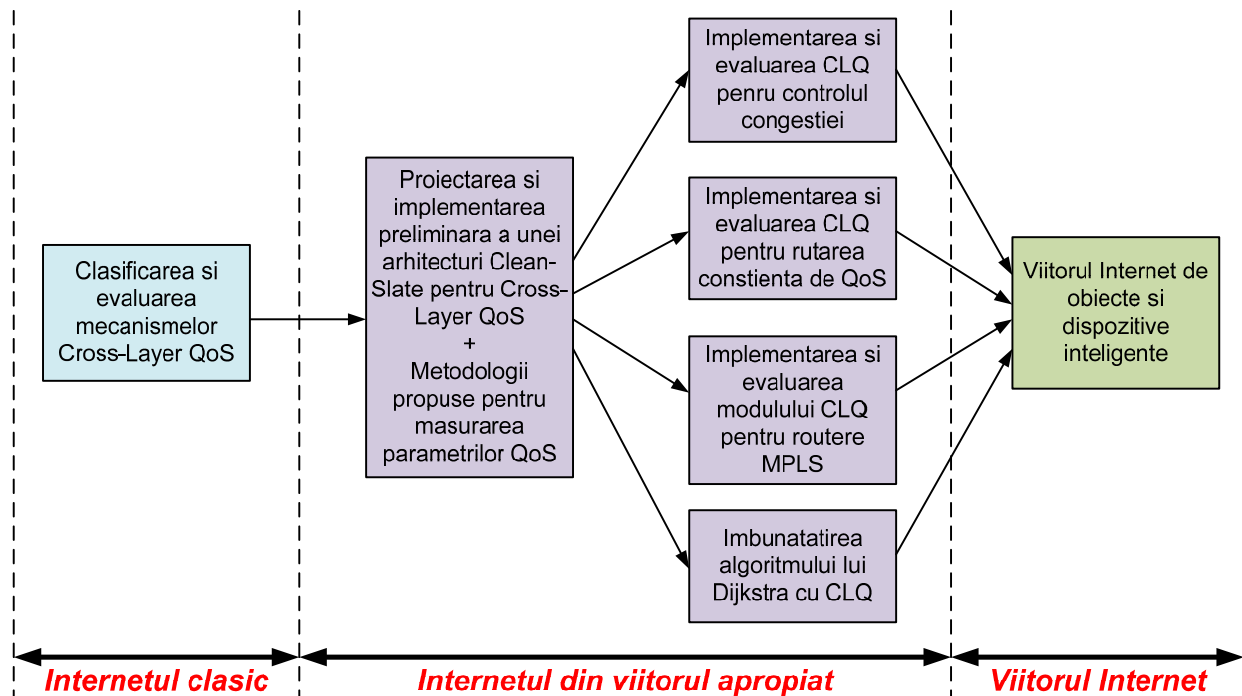 Clasificarea si
evaluarea
mecanismelor
Cross–Layer QoS
Proiectarea si
implementarea
preliminara a unei
arhitecturi Clean-
Slate pentru Cross–
Layer QoS
+
Metodologii
propuse pentru
masurarea
parametrilor QoS
Implementarea si
evaluarea CLQ
penru controlul
congestiei
Implementarea si
evaluarea CLQ
pentru rutarea
constienta de QoS
Implementarea si
evaluarea
modulului CLQ
pentru routere
MPLS
Imbunatatirea
algoritmului lui
Dijkstra cu CLQ
Viitorul Internet de
obiecte si
dispozitive
inteligente
Internetul clasic
Internetul din viitorul apropiat
Viitorul Internet